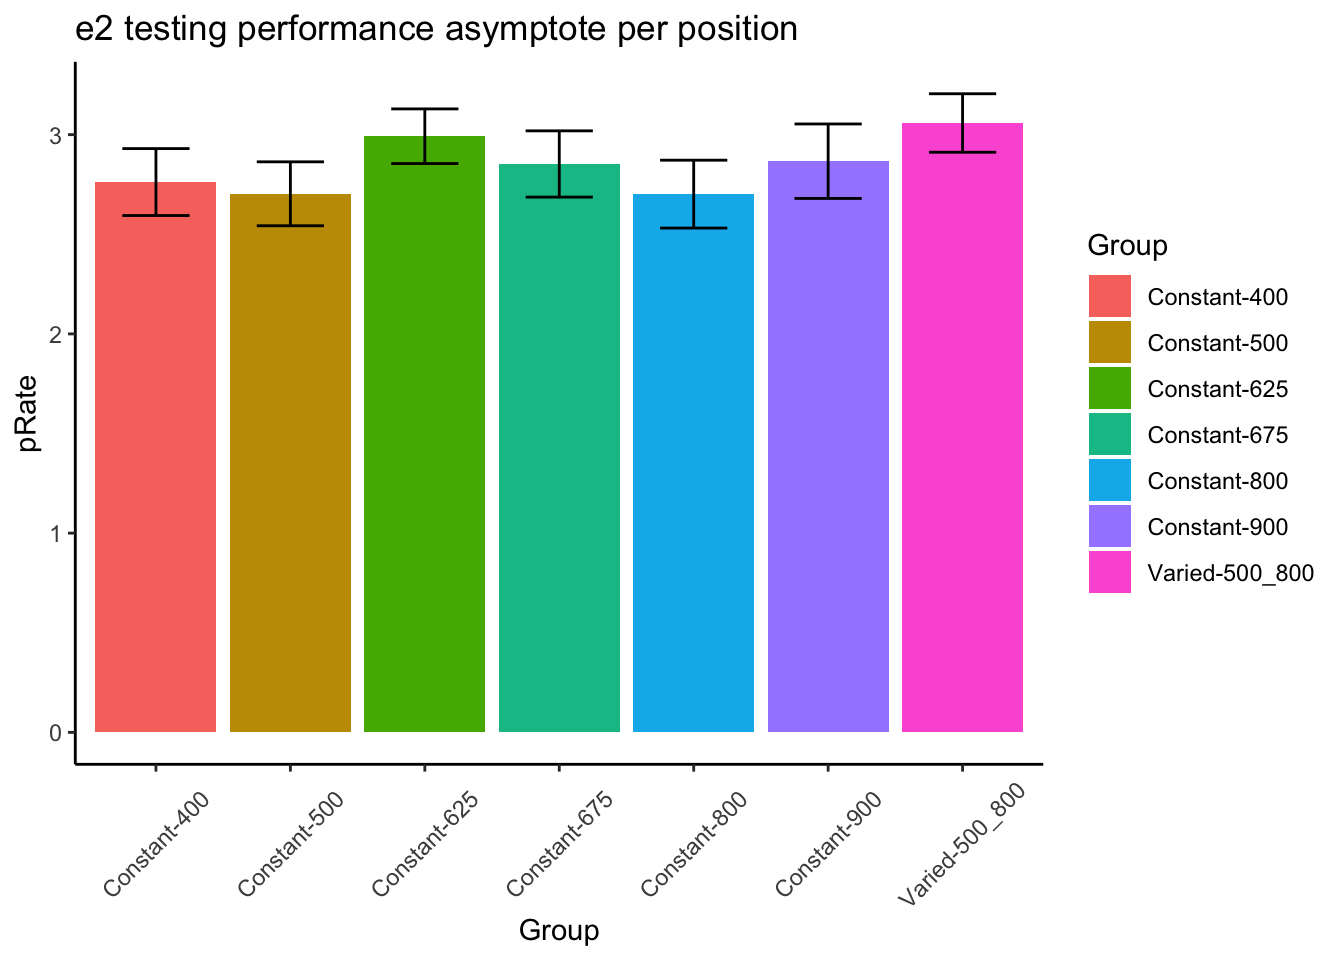 e2 testing performance asymptote per position
pRate
3
2
1
0
Constant-400
Constant-500
Constant-625
Constant-675
Constant-800
Constant-900
Varied-500_800
Group
Group
Constant-400
Constant-500
Constant-625
Constant-675
Constant-800
Constant-900
Varied-500_800